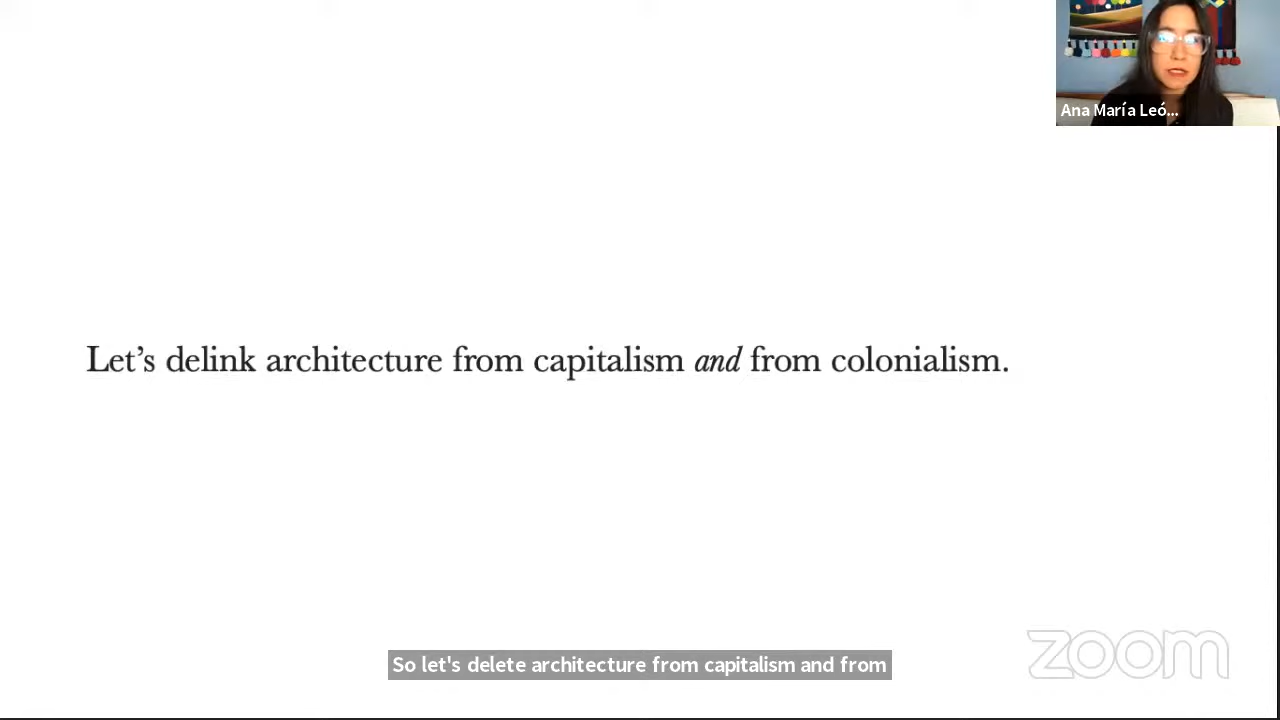 Ana María Leó...
Let’s delink architecture from capitalism and from colonialism.
So let's delete architecture from capitalism and from
zoom